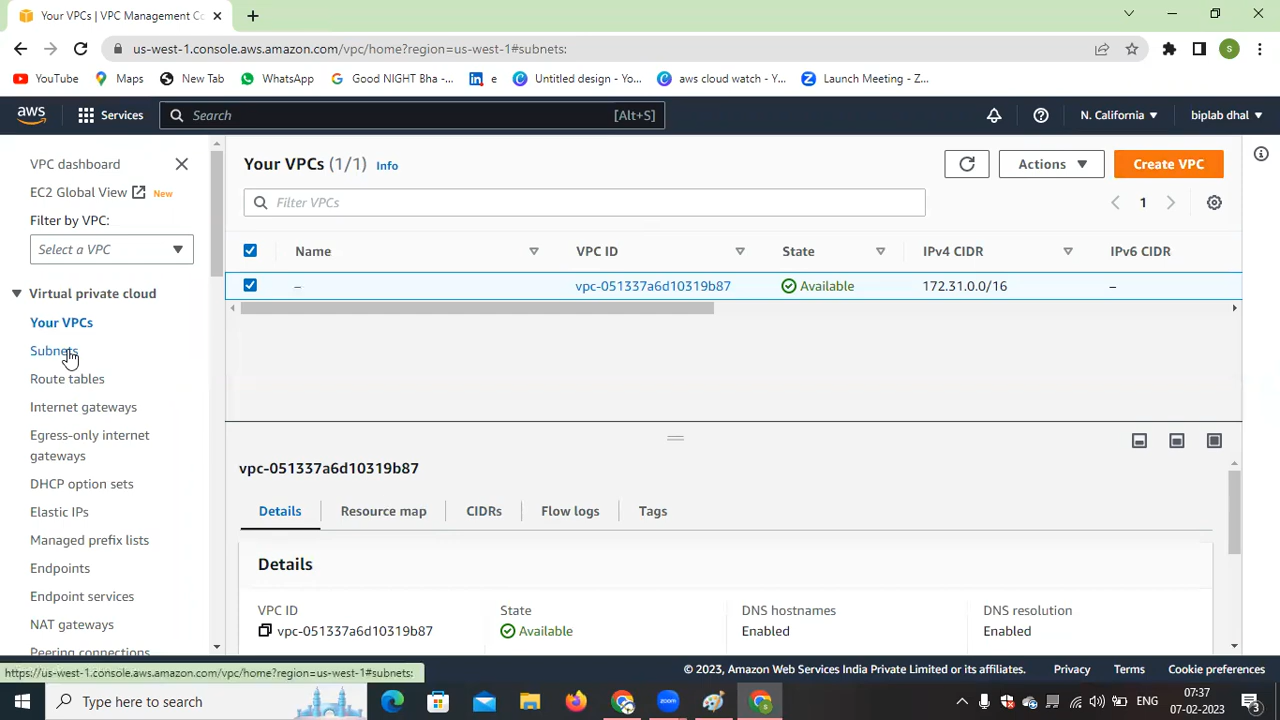 Your VPCs | VPC Management Co
us-west-1.console.aws.amazon.com/vpc/home?region=us-west-1#subnets:
S
YouTube
Maps
New Tab
WhatsApp
Good NIGHT Bha - ...
e
Untitled design - Yo...
aws cloud watch - Y...
Launch Meeting - Z...
aws
Services
Search
[Alt+S]
N. California
biplab dhal
VPC dashboard
EC2 Global View
New
Filter by VPC:
Select a VPC
Virtual private cloud
Your VPCs
Subnets
Route tables
Internet gateways
Egress-only internet
gateways
DHCP option sets
Elastic IPs
Managed prefix lists
Endpoints
Endpoint services
NAT gateways
Peering connections
Your VPCs (1/1)
Info
Actions
Create VPC
Filter VPCs
1
Name
VPC ID
State
IPv4 CIDR
IPv6 CIDR
–
vpc-051337a6d10319b87
Available
172.31.0.0/16
–
vpc-051337a6d10319b87
Details
Resource map
CIDRs
Flow logs
Tags
Details
VPC ID
State
DNS hostnames
DNS resolution
vpc-051337a6d10319b87
Available
Enabled
Enabled
https://us-west-1.console.aws.amazon.com/vpc/home?region=us-west-1#subnets:
© 2023, Amazon Web Services India Private Limited or its affiliates.
Privacy
Terms
Cookie preferences
Type here to search
zoom
ENG
07:37
07-02-2023
3